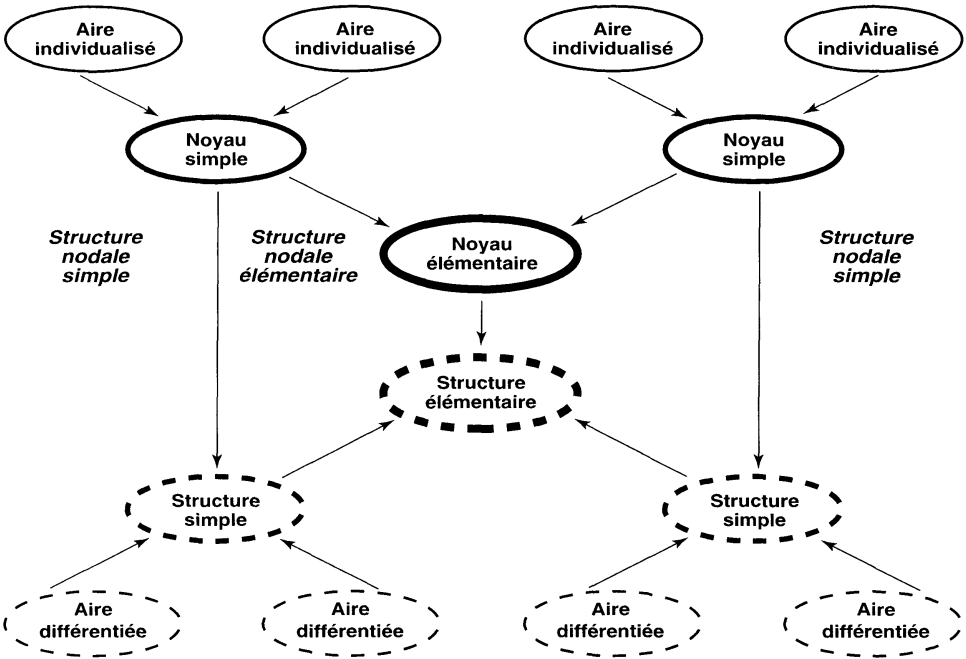 Aire
individualisé
Aire
individualisé
Aire
individualisé
Aire
individualisé
Noyau
simple
Noyau
simple
Structure
nodale
simple
Structure
nodale
élémentaire
Noyau
élémentaire
Structure
nodale
simple
Structure
élémentaire
Structure
simple
Structure
simple
Aire
différentiée
Aire
différentiée
Aire
différentiée
Aire
différentiée